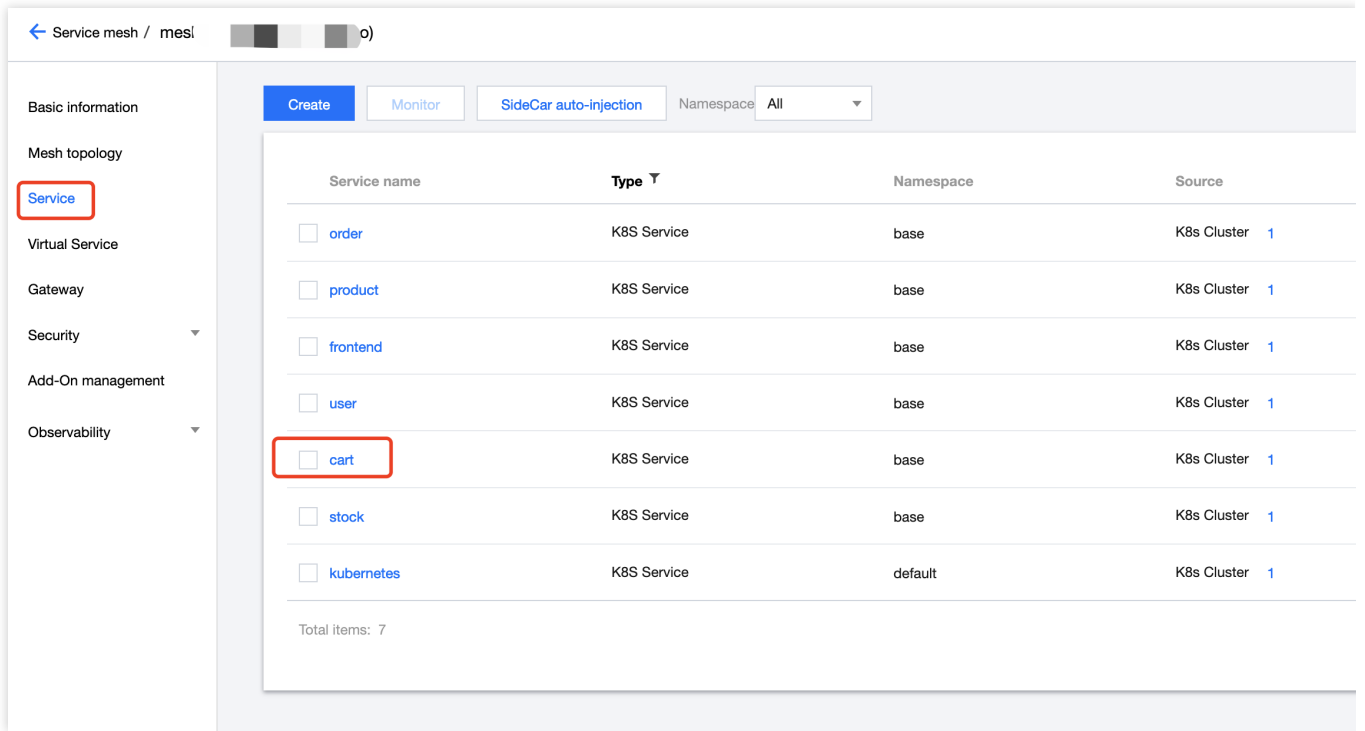 Service mesh / mesl o)
Basic information
Mesh topology
Service
Virtual Service
Gateway
Security
Add-On management
Observability
Create Monitor SideCar auto-injection Namespace All
Service name Type Namespace Source
order K8S Service base K8s Cluster 1
product K8S Service base K8s Cluster 1
frontend K8S Service base K8s Cluster 1
user K8S Service base K8s Cluster 1
cart K8S Service base K8s Cluster 1
stock K8S Service base K8s Cluster 1
kubernetes K8S Service default K8s Cluster 1
Total items: 7